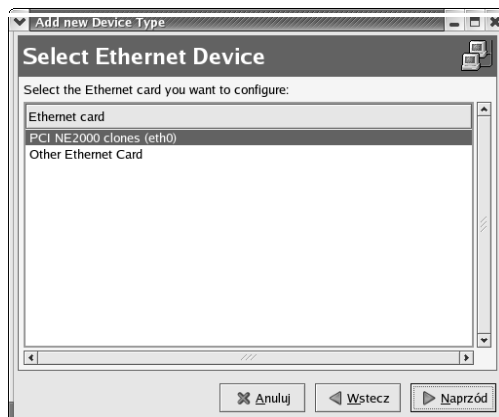 Add new Device Type
Select Ethernet Device
Select the Ethernet card you want to configure:
Ethernet card
PCI NE2000 clones (eth0)
Other Ethernet Card
Anuluj
Wstecz
Naprzód